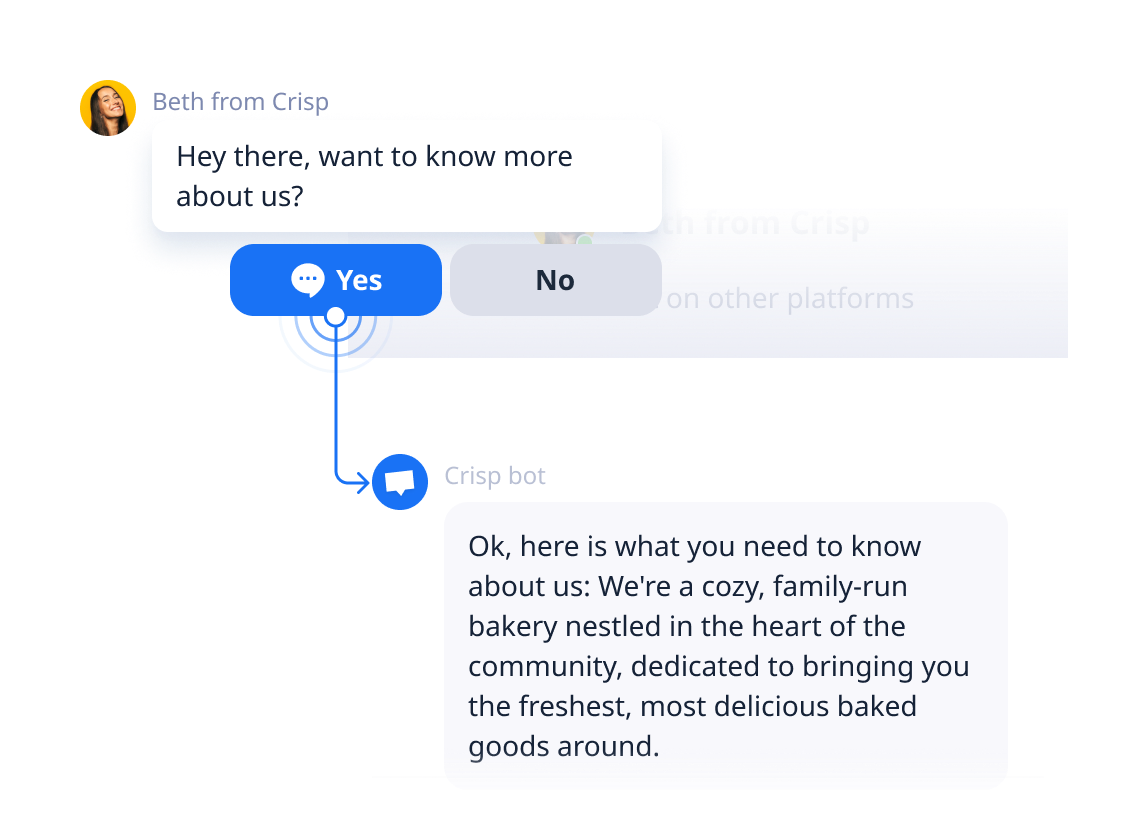 Beth from Crisp
Hey there, want to know more
about us?
from Crisp
Yes
No
on other platforms
Crisp bot
Ok, here is what you need to know
about us: We're a cozy, family-run
bakery nestled in the heart of the
community, dedicated to bringing you
the freshest, most delicious baked
goods around.